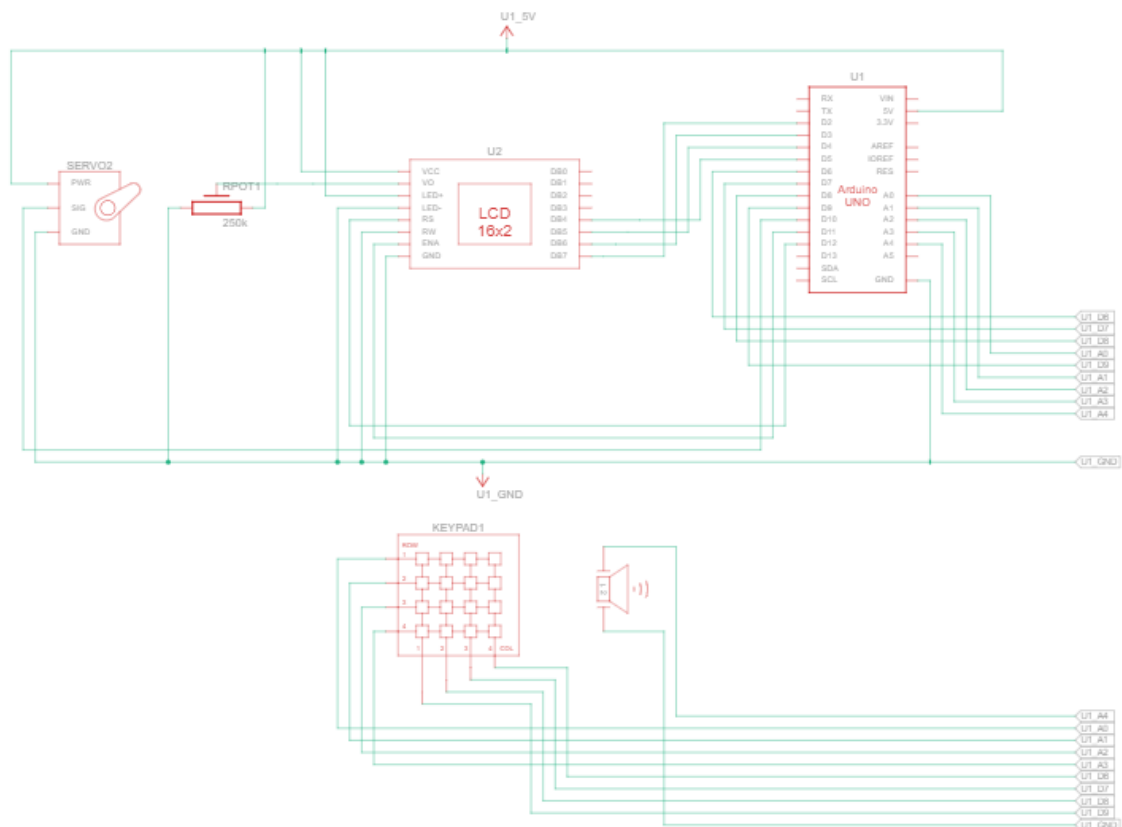 U1_5V
SERVO2
PWR
SIG
GND
RPOT1
250k
U2
VCC
VO
LED+
LED-
RS
RW
ENA
GND
LCD
16x2
DB0
DB1
DB2
DB3
DB4
DB5
DB6
DB7
U1
RX
TX
D2
D3
D4
D5
D6
D7
D8
D9
D10
D11
D12
D13
SDA
SCL
Arduino
UNO
VIN
5V
3.3V
AREF
IOREF
RES
A0
A1
A2
A3
A4
A5
GND
U1_D6
U1_D7
U1_D8
U1_A0
U1_D9
U1_A1
U1_A2
U1_A3
U1_A4
U1_GND
U1_GND
KEYPAD1
ROW
1
2
3
4
1 2 3 4 COL
1
2
U1_A4
U1_A0
U1_A1
U1_A2
U1_A3
U1_D6
U1_D7
U1_D8
U1_D9
U1_GND